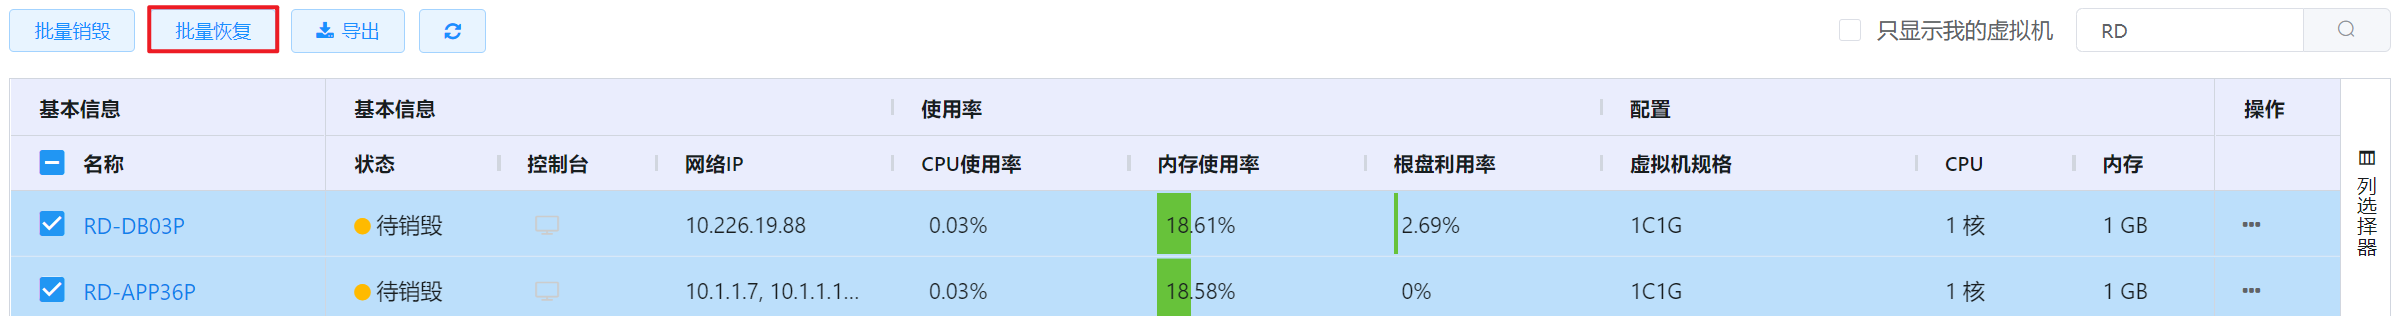 批量销毁 批量恢复 导出 只显示我的虚拟机 RD
基本信息 基本信息 使用率 配置 操作
名称 状态 控制台 网络IP CPU使用率 内存使用率 根盘利用率 虚拟机规格 CPU 内存
RD-DB03P 待销毁 10.226.19.88 0.03% 18.61% 2.69% 1C1G 1 核 1 GB •••
RD-APP36P 待销毁 10.1.1.7, 10.1.1.1... 0.03% 18.58% 0% 1C1G 1 核 1 GB •••
列选择器